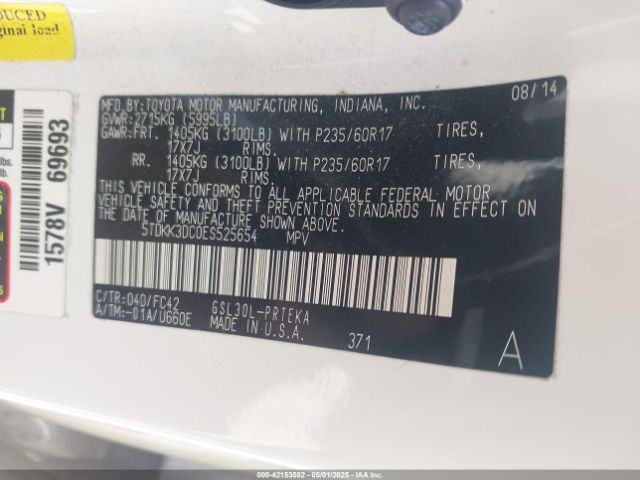 UCED
ginal load
lbs.
1578V 69693
MFD.BY:TOYOTA MOTOR MANUFACTURING, INDIANA, INC. 08/14
GVWR:2715KG (5995LB)
GAWR:FRT. 1405KG (3100LB) WITH P235/60R17 TIRES,
17X7J RIMS.
RR. 1405KG (3100LB) WITH P235/60R17 TIRES,
17X7J RIMS.
THIS VEHICLE CONFORMS TO ALL APPLICABLE FEDERAL MOTOR
VEHICLE SAFETY AND THEFT PREVENTION STANDARDS IN EFFECT ON
THE DATE OF MANUFACTURE SHOWN ABOVE.
5TDKK3DC0ES525654 MPV
C/TR:040/FC42 GSL30L-PRTEKA
A/TM:-01A/U660E MADE IN U.S.A. 371 A
000-42153582 - 05/01/2025 - IAAI.COM